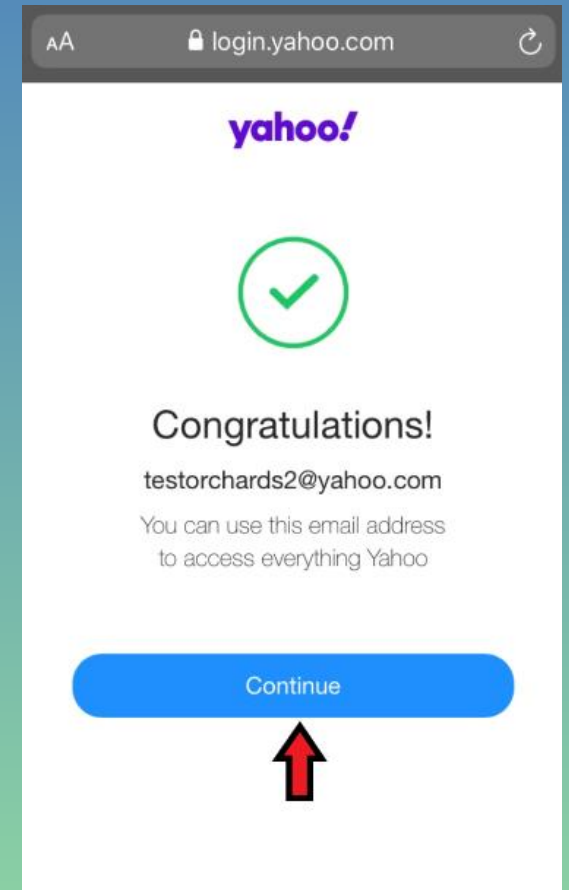 AA login.yahoo.com
yahoo!
Congratulations!
testorchards2@yahoo.com
You can use this email address
to access everything Yahoo
Continue